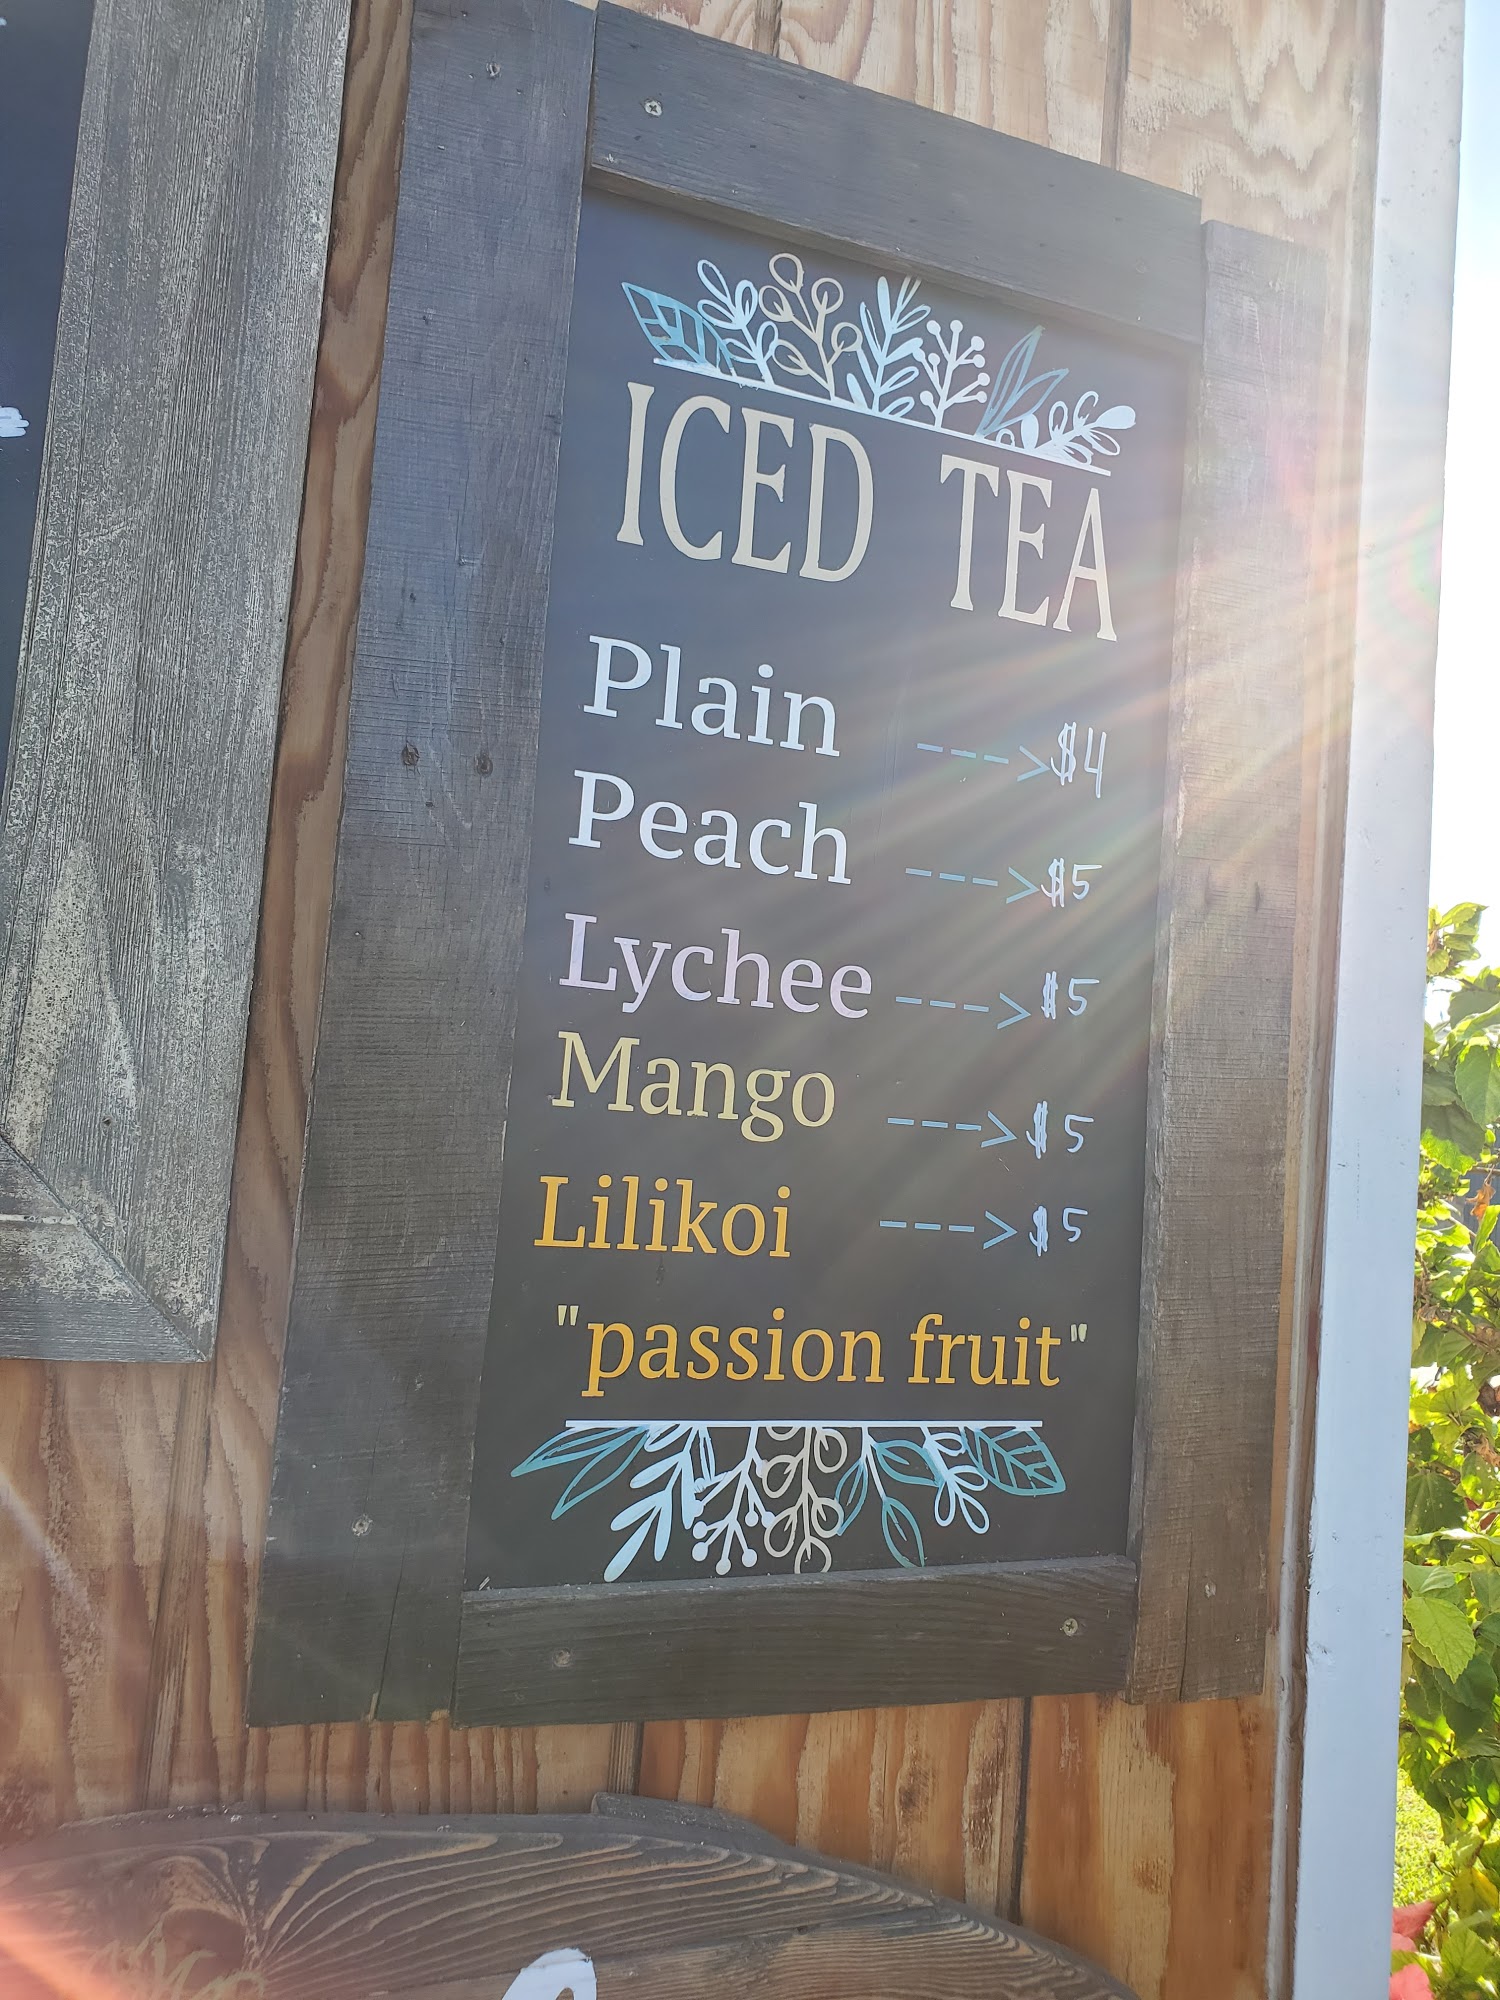 ICED TEA
Plain ---> $4
Peach ---> $5
Lychee ---> $5
Mango ---> $5
Lilikoi ---> $5
"passion fruit"